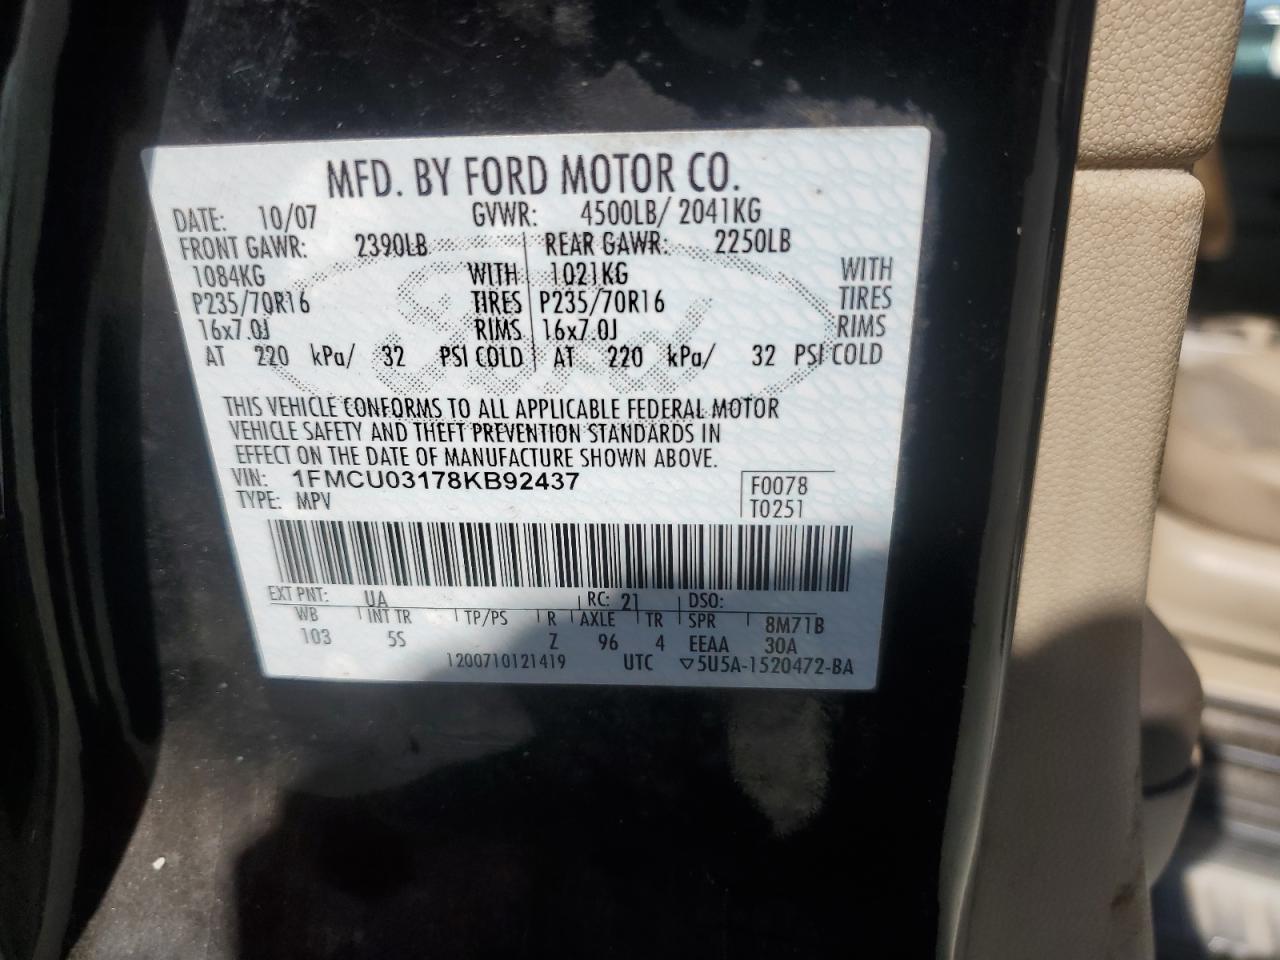 MFD. BY FORD MOTOR CO.
DATE: 10/07 GVWR: 4500LB/ 2041KG
FRONT GAWR: 2390LB REAR GAWR: 2250LB
1084KG WITH 1021KG WITH
P235/70R16 TIRES P235/70R16 TIRES
16x7.0J RIMS 16x7.0J RIMS
AT 220 kPa/ 32 PSI COLD AT 220 kPa/ 32 PSI COLD
THIS VEHICLE CONFORMS TO ALL APPLICABLE FEDERAL MOTOR
VEHICLE SAFETY AND THEFT PREVENTION STANDARDS IN
EFFECT ON THE DATE OF MANUFACTURE SHOWN ABOVE.
VIN: 1FMCU03178KB92437 F0078
TYPE: MPV T0251
EXT PNT: UA RC: 21 DSO:
WB INT TR TP/PS R AXLE TR SPR 8M71B
103 5S Z 96 4 EEAA 30A
1200710121419 UTC ▽5U5A-1520472-BA